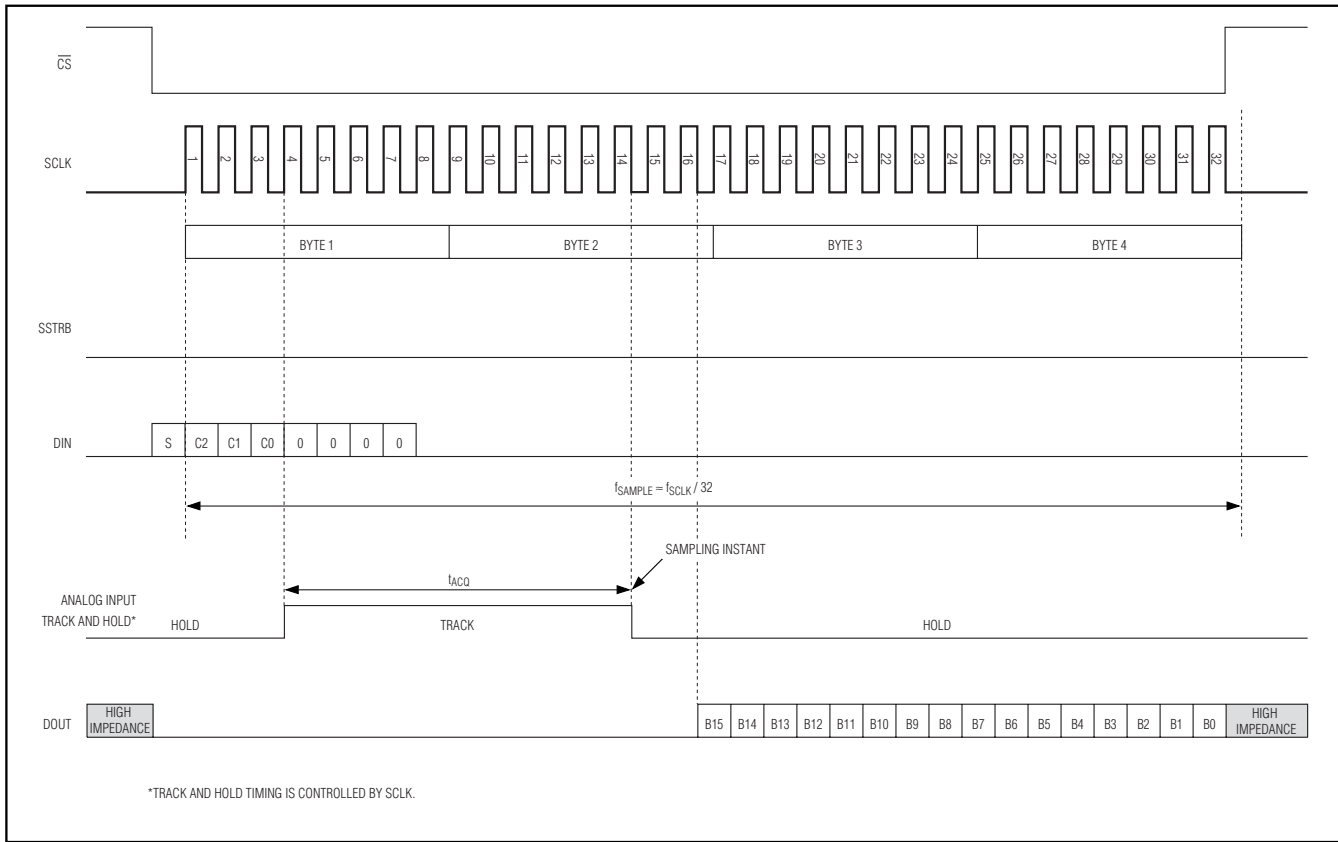 CS
SCLK
1 2 3 4 5 6 7 8 9 10 11 12 13 14 15 16 17 18 19 20 21 22 23 24 25 26 27 28 29 30 31 32
BYTE 1 BYTE 2 BYTE 3 BYTE 4
SSTRB
DIN
S C2 C1 C0 0 0 0 0
fSAMPLE = fSCLK / 32
SAMPLING INSTANT
tACQ
ANALOG INPUT
TRACK AND HOLD*
HOLD TRACK HOLD
DOUT
HIGH
IMPEDANCE
B15 B14 B13 B12 B11 B10 B9 B8 B7 B6 B5 B4 B3 B2 B1 B0
HIGH
IMPEDANCE
*TRACK AND HOLD TIMING IS CONTROLLED BY SCLK.